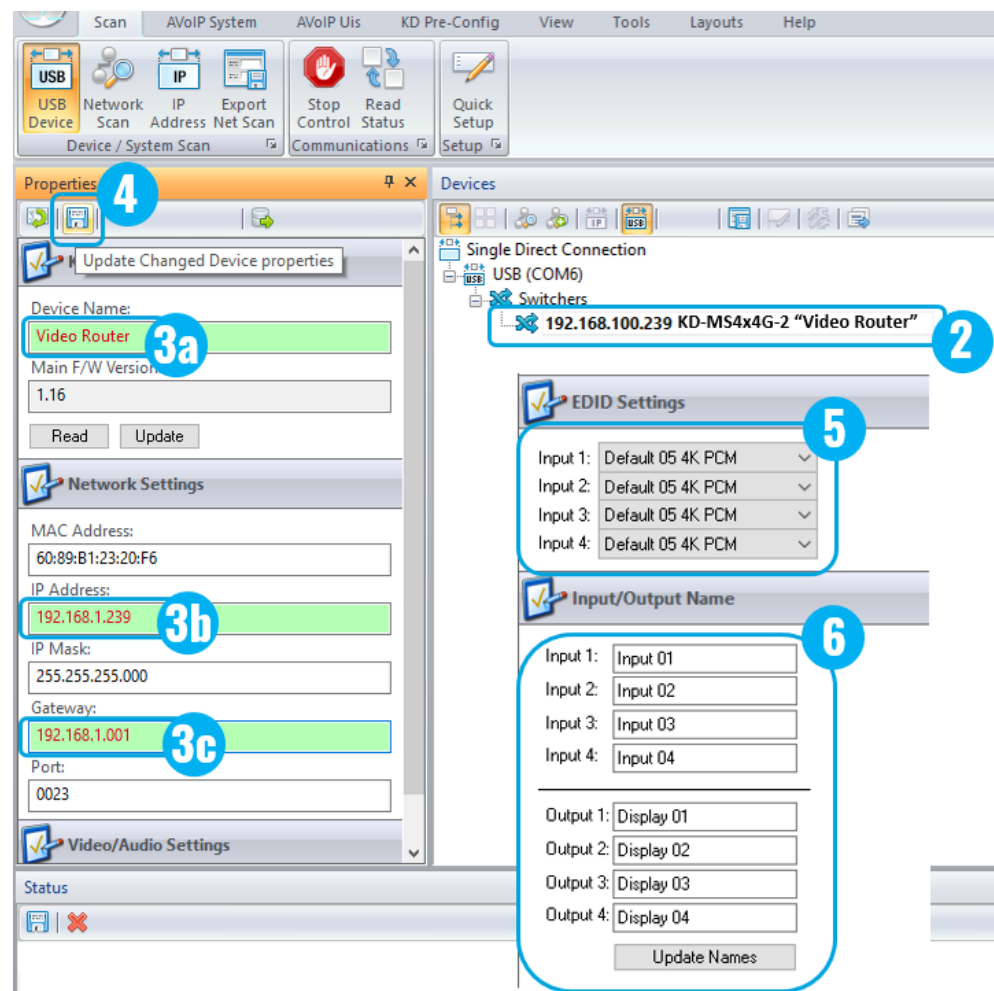 Scan AVoIP System AVoIP Uis KD Pre-Config View Tools Layouts Help
USB IP
USB Device Network Scan IP Address Export Net Scan Stop Control Read Status Quick Setup
Device / System Scan Communications Setup
Properties
4
Devices
IP USB
Update Changed Device properties
K
Device Name:
Video Router
3a
Main F/W Version
1.16
Read Update
Network Settings
MAC Address:
60:89:B1:23:20:F6
IP Address:
192.168.1.239
3b
IP Mask:
255.255.255.000
Gateway:
192.168.1.001
3c
Port:
0023
Video/Audio Settings
Status
Single Direct Connection
USB USB (COM6)
Switchers
192.168.100.239 KD-MS4x4G-2 “Video Router”
2
EDID Settings
5
Input 1: Default 05 4K PCM
Input 2: Default 05 4K PCM
Input 3: Default 05 4K PCM
Input 4: Default 05 4K PCM
Input/Output Name
6
Input 1: Input 01
Input 2: Input 02
Input 3: Input 03
Input 4: Input 04
Output 1: Display 01
Output 2: Display 02
Output 3: Display 03
Output 4: Display 04
Update Names